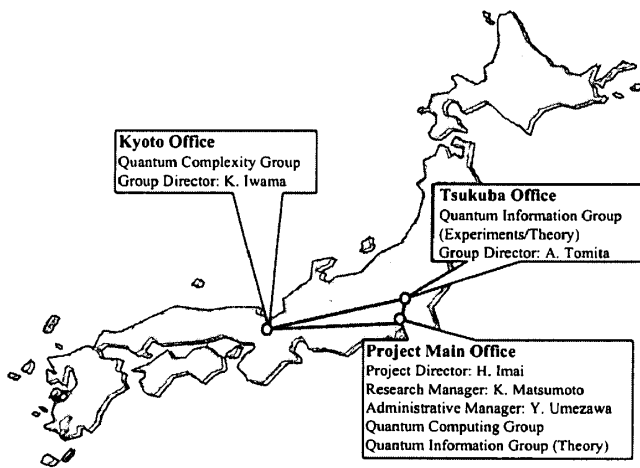 Kyoto Office
Quantum Complexity Group
Group Director: K. Iwama
Tsukuba Office
Quantum Information Group
(Experiments/Theory)
Group Director: A. Tomita
Project Main Office
Project Director: H. Imai
Research Manager: K. Matsumoto
Administrative Manager: Y. Umezawa
Quantum Computing Group
Quantum Information Group (Theory)